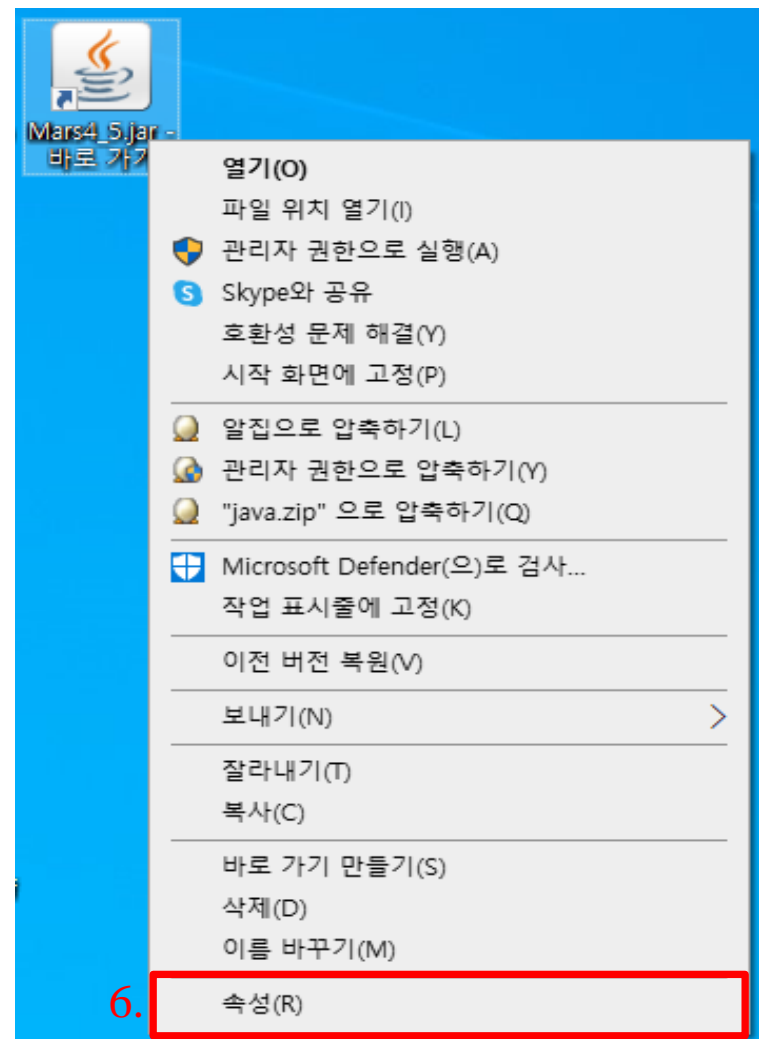 Mars4_5.jar -
바로 가기
열기(O)
파일 위치 열기(I)
관리자 권한으로 실행(A)
Skype와 공유
호환성 문제 해결(Y)
시작 화면에 고정(P)
알집으로 압축하기(L)
관리자 권한으로 압축하기(Y)
"java.zip" 으로 압축하기(Q)
Microsoft Defender(으)로 검사...
작업 표시줄에 고정(K)
이전 버전 복원(V)
보내기(N)
잘라내기(T)
복사(C)
바로 가기 만들기(S)
삭제(D)
이름 바꾸기(M)
6. 속성(R)